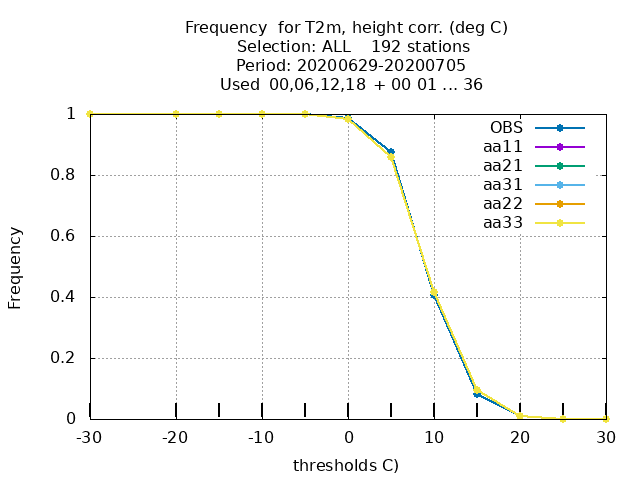 Frequency  for T2m, height corr. (deg C)
Selection: ALL    192 stations
Period: 20200629-20200705
Used 00,06,12,18 + 00 01 ... 36
1
0.8
0.6
0.4
0.2
0
Frequency
OBS
aa11
aa21
aa31
aa22
aa33
-30 -20 -10 0 10 20 30
thresholds C)